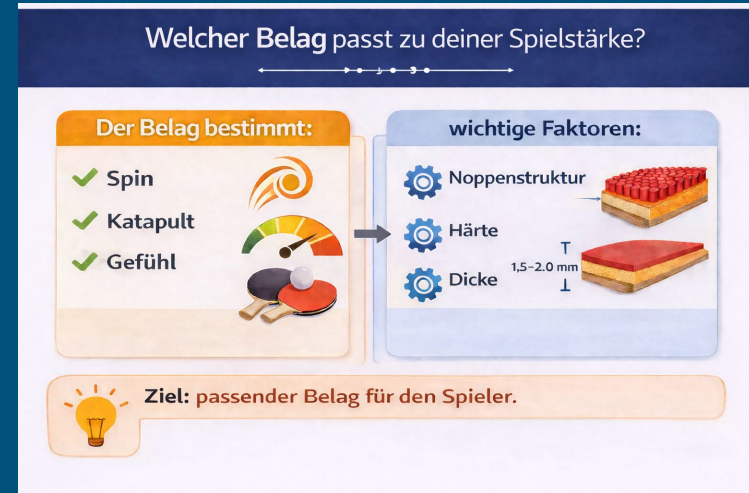 Welcher Belag passt zu deiner Spielstärke?
Der Belag bestimmt:
Spin
Katapult
Gefühl
wichtige Faktoren:
Noppenstruktur
Härte
Dicke
1,5–2.0 mm
Ziel: passender Belag für den Spieler.